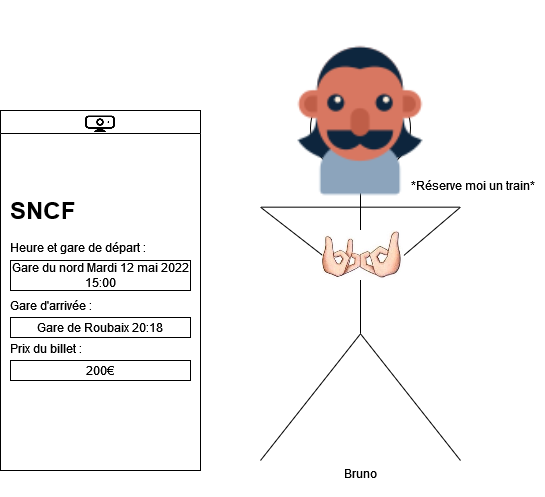 SNCF
Heure et gare de départ :
Gare du nord Mardi 12 mai 2022
15:00
Gare d'arrivée :
Gare de Roubaix 20:18
Prix du billet :
200€
*Réserve moi un train*
Bruno